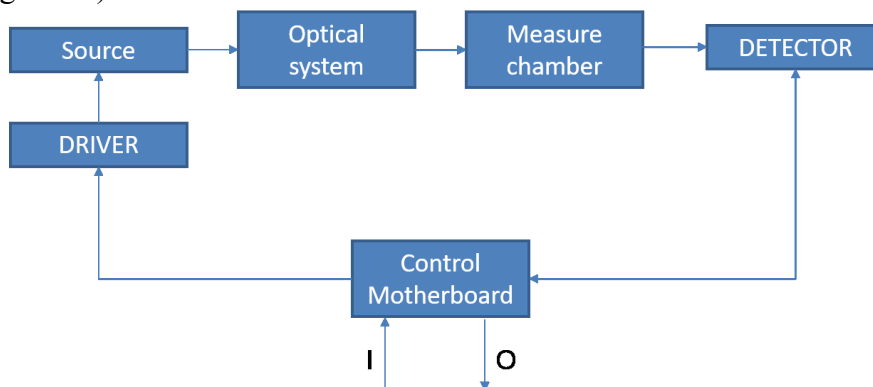 Source
Optical
system
Measure
chamber
DETECTOR
DRIVER
Control
Motherboard
I
O